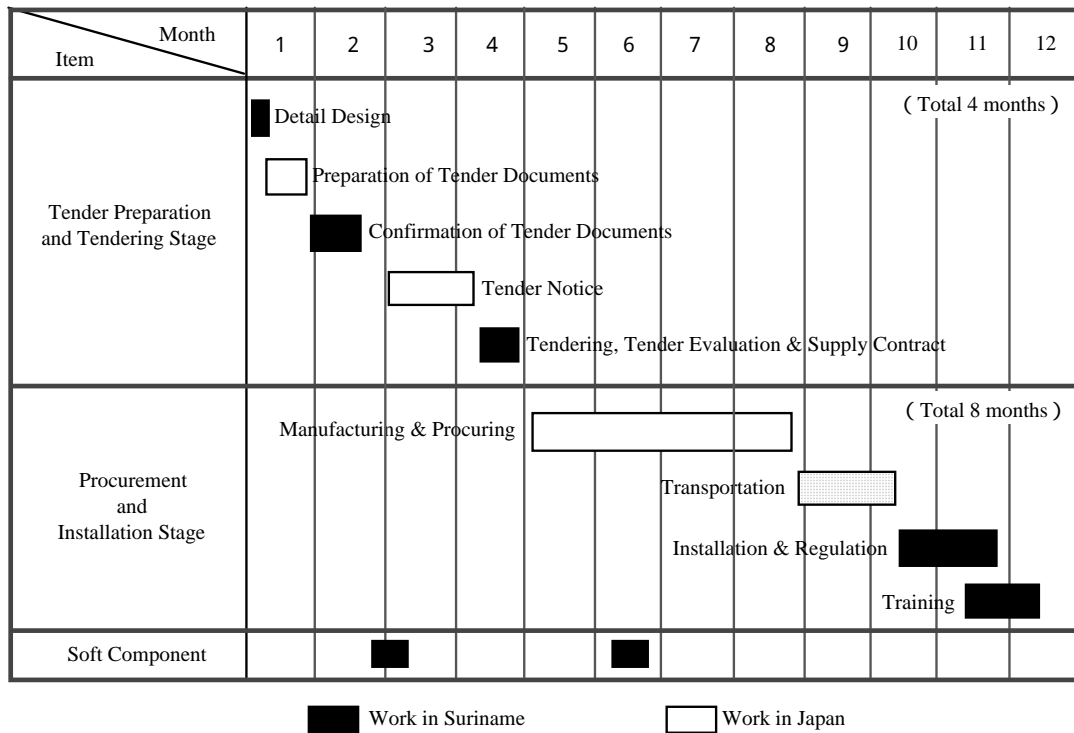 Month
Item
1 2 3 4 5 6 7 8 9 10 11 12
Tender Preparation
and Tendering Stage
( Total 4 months )
Detail Design
Preparation of Tender Documents
Confirmation of Tender Documents
Tender Notice
Tendering, Tender Evaluation & Supply Contract
Procurement
and
Installation Stage
( Total 8 months )
Manufacturing & Procuring
Transportation
Installation & Regulation
Training
Soft Component
Work in Suriname
Work in Japan